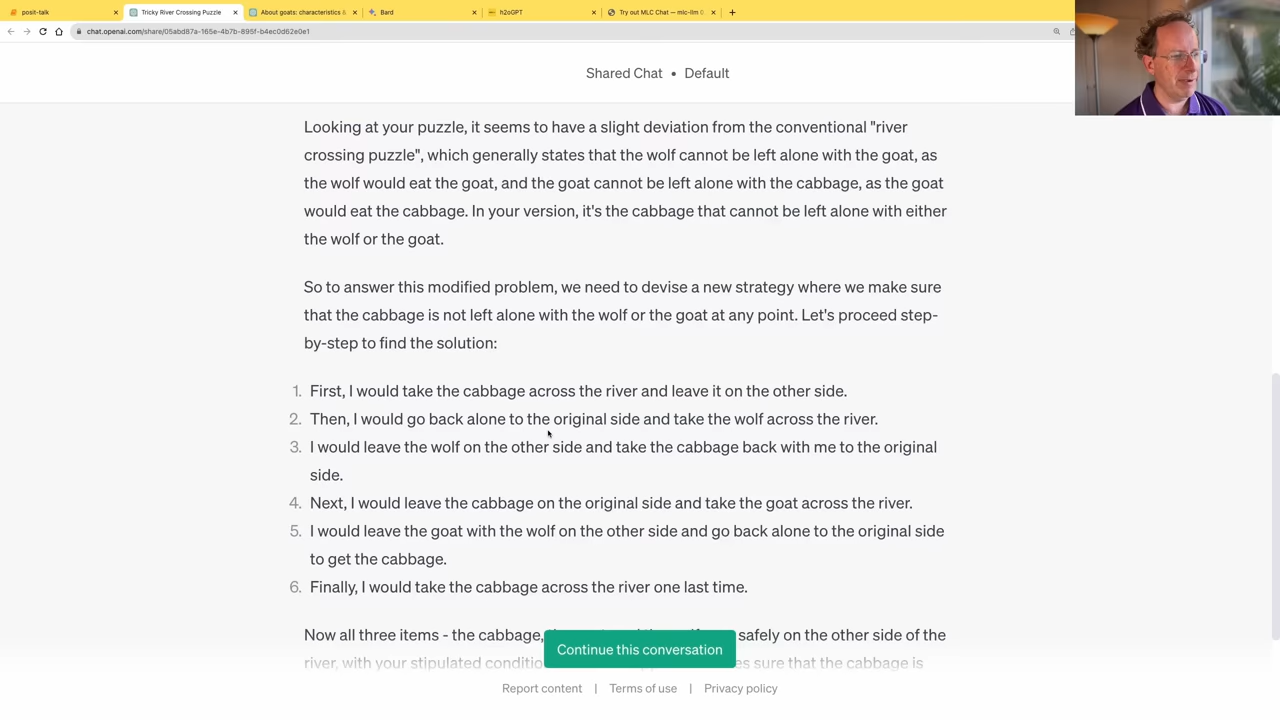 posit-talk
Tricky River Crossing Puzzle
About goats: characteristics &
Bard
h2oGPT
Try out MLC Chat — mlc-llm 0
chat.openai.com/share/05abd87a-165e-4b7b-895f-b4ec0d62e0e1
Shared Chat • Default
Looking at your puzzle, it seems to have a slight deviation from the conventional "river
crossing puzzle", which generally states that the wolf cannot be left alone with the goat, as
the wolf would eat the goat, and the goat cannot be left alone with the cabbage, as the goat
would eat the cabbage. In your version, it's the cabbage that cannot be left alone with either
the wolf or the goat.
So to answer this modified problem, we need to devise a new strategy where we make sure
that the cabbage is not left alone with the wolf or the goat at any point. Let's proceed step-
by-step to find the solution:
1. First, I would take the cabbage across the river and leave it on the other side.
2. Then, I would go back alone to the original side and take the wolf across the river.
3. I would leave the wolf on the other side and take the cabbage back with me to the original
side.
4. Next, I would leave the cabbage on the original side and take the goat across the river.
5. I would leave the goat with the wolf on the other side and go back alone to the original side
to get the cabbage.
6. Finally, I would take the cabbage across the river one last time.
Now all three items - the cabbage, safely on the other side of the
river, with your stipulated conditio es sure that the cabbage is
Continue this conversation
Report content | Terms of use | Privacy policy